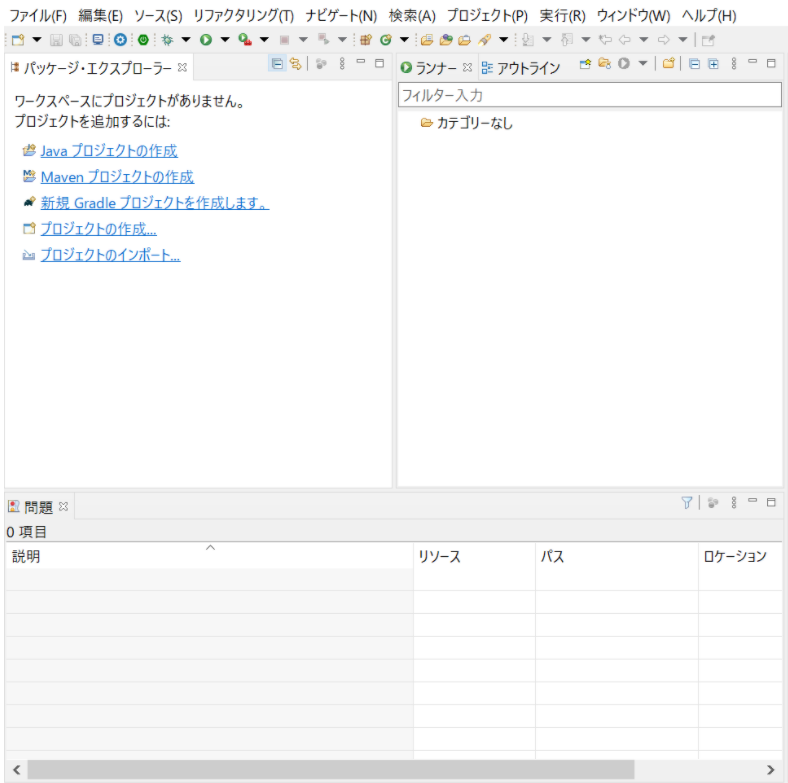 ファイル(F) 編集(E) ソース(S) リファクタリング(T) ナビゲート(N) 検索(A) プロジェクト(P) 実行(R) ウィンドウ(W) ヘルプ(H)
パッケージ・エクスプローラー
ワークスペースにプロジェクトがありません。
プロジェクトを追加するには:
Java プロジェクトの作成
Maven プロジェクトの作成
新規 Gradle プロジェクトを作成します。
プロジェクトの作成...
プロジェクトのインポート...
ランナー アウトライン
フィルター入力
カテゴリーなし
問題
0 項目
説明 リソース パス ロケーション